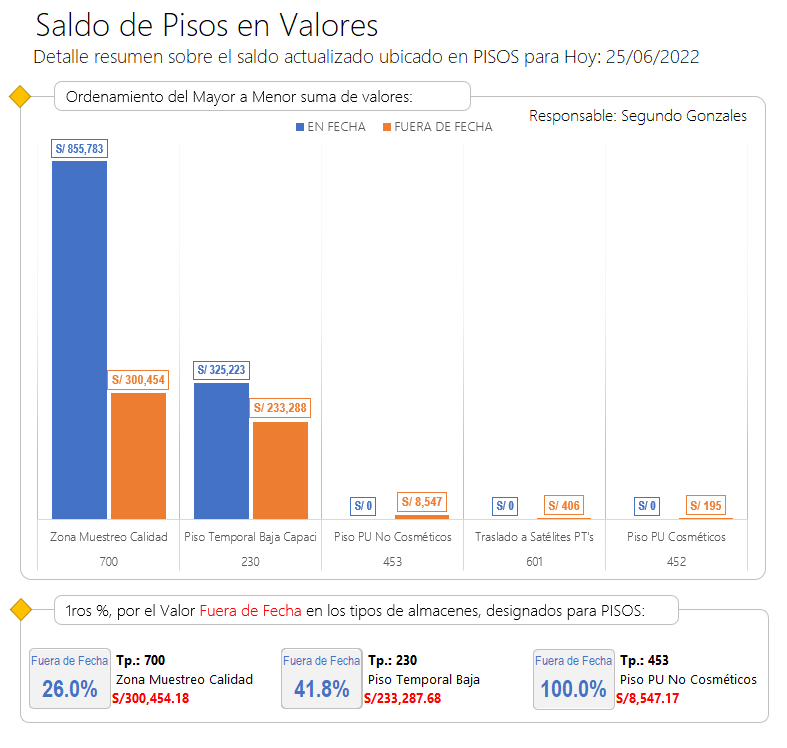 Saldo de Pisos en Valores
Detalle resumen sobre el saldo actualizado ubicado en PISOS para Hoy: 25/06/2022
Ordenamiento del Mayor a Menor suma de valores:
Responsable: Segundo Gonzales
EN FECHA FUERA DE FECHA
S/ 855,783
S/ 300,454
S/ 325,223
S/ 233,288
S/ 0
S/ 8,547
S/ 0
S/ 406
S/ 0
S/ 195
Zona Muestreo Calidad Piso Temporal Baja Capaci Piso PU No Cosméticos Traslado a Satélites PT's Piso PU Cosméticos
700 230 453 601 452
1ros %, por el Valor Fuera de Fecha en los tipos de almacenes, designados para PISOS:
Fuera de Fecha
26.0%
Tp.: 700
Zona Muestreo Calidad
S/300,454.18
Fuera de Fecha
41.8%
Tp.: 230
Piso Temporal Baja
S/233,287.68
Fuera de Fecha
100.0%
Tp.: 453
Piso PU No Cosméticos
S/8,547.17